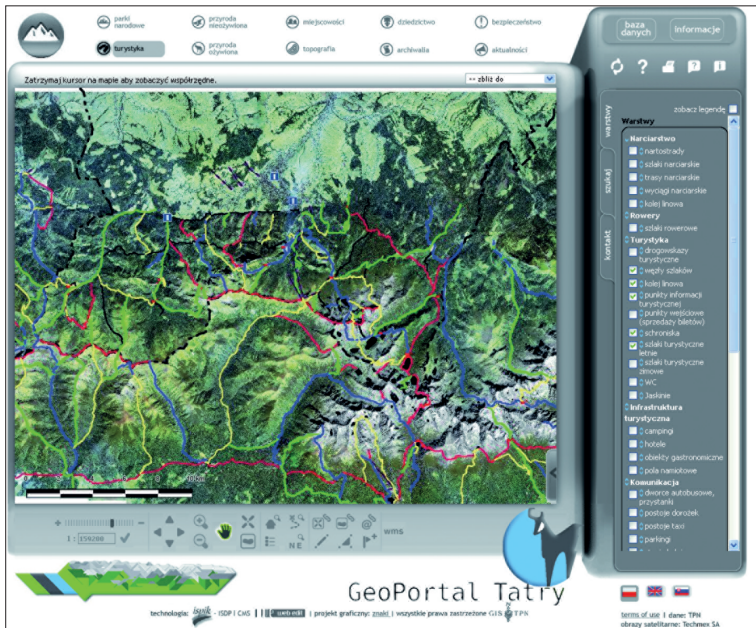 parki narodowe
przyroda nieożywiona
miejscowości
dziedzictwo
bezpieczeństwo
turystyka
przyroda ożywiona
topografia
archiwalia
aktualności
baza danych
Informacje
Zatrzymaj kursor na mapie aby zobaczyć współrzędne.
-- zbliż do
warstwy
szukaj
kontakt
zobacz legendę
Warstwy
Narciarstwo
nartostrady
szlaki narciarskie
trasy narciarskie
wyciągi narciarskie
kolej linowa
Rowery
szlaki rowerowe
Turystyka
drogowskazy
turystyczne
węzły szlaków
kolej linowa
punkty informacji
turystycznej
punkty wejściowe
(sprzedaży biletów)
schroniska
szlaki turystyczne
letnie
szlaki turystyczne
zimowe
WC
Jaskinie
Infrastruktura
turystyczna
campingi
hotele
obiekty gastronomiczne
pola namiotowe
Komunikacja
dworce autobusowe,
przystanki
postoje dorożek
postoje taxi
parkingi
1 : 150200
N E
wms
GeoPortal Tatry
technologia: ispik - ISDP | CMS web edit | projekt graficzny: znaki | wszystkie prawa zastrzeżone GIS TPN
terms of use | dane: TPN
obrazy satelitarne: Techmex SA